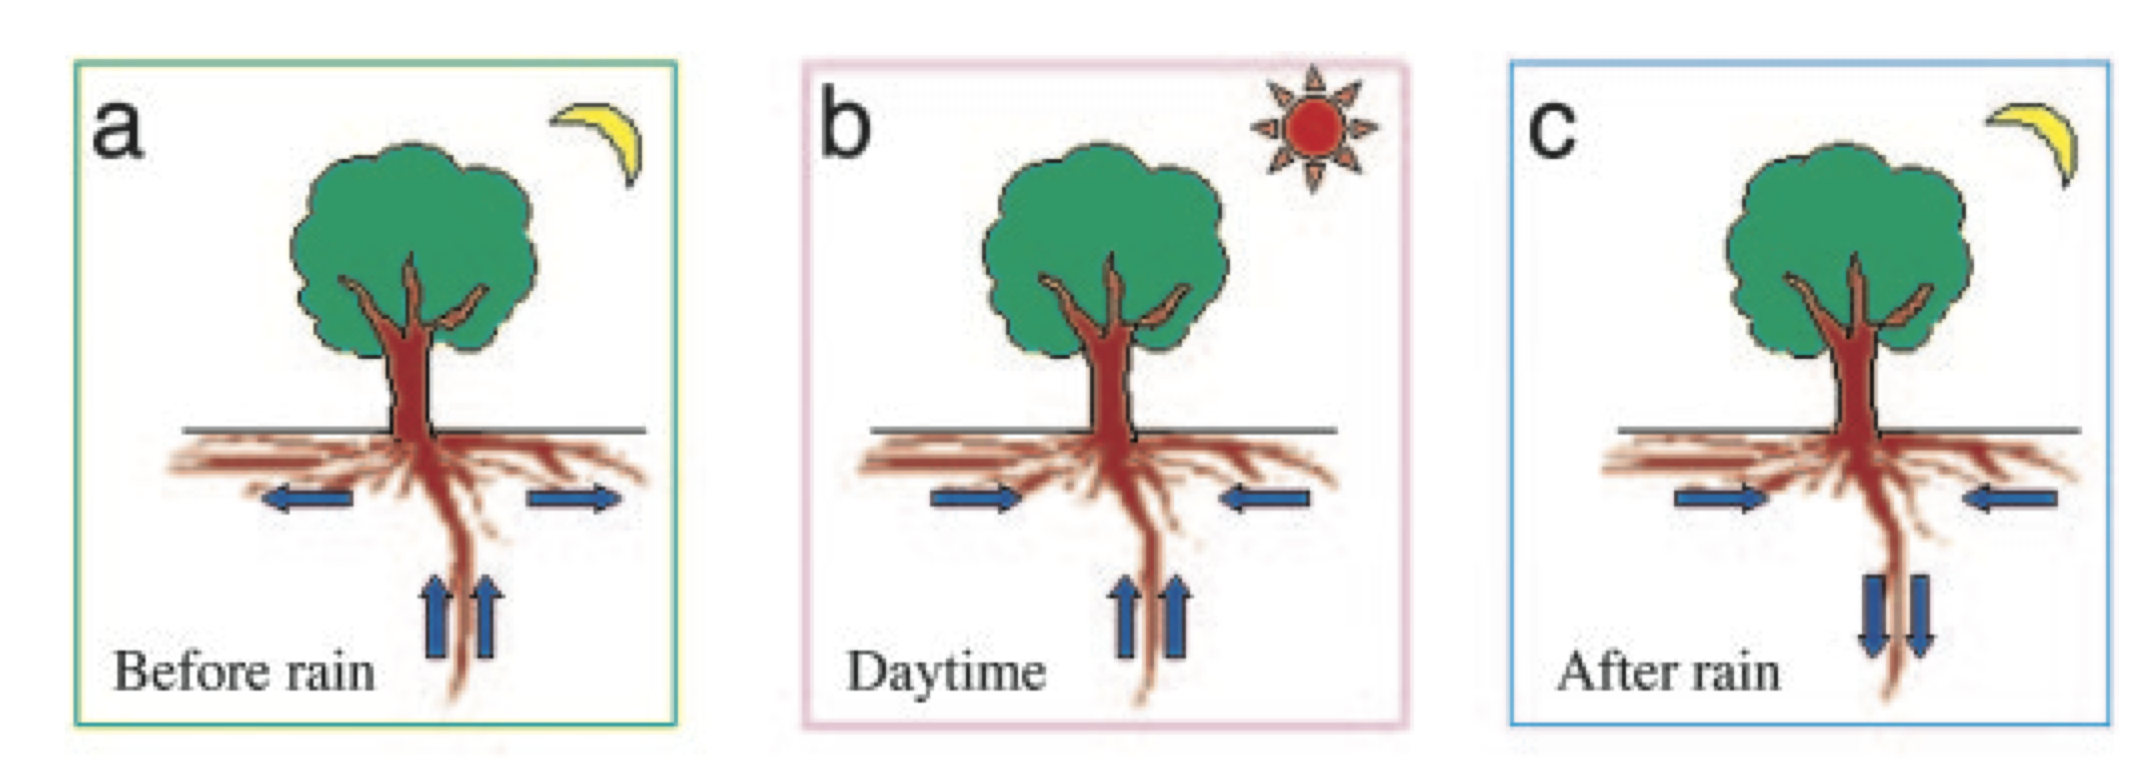 a
b
c
Before rain
Daytime
After rain